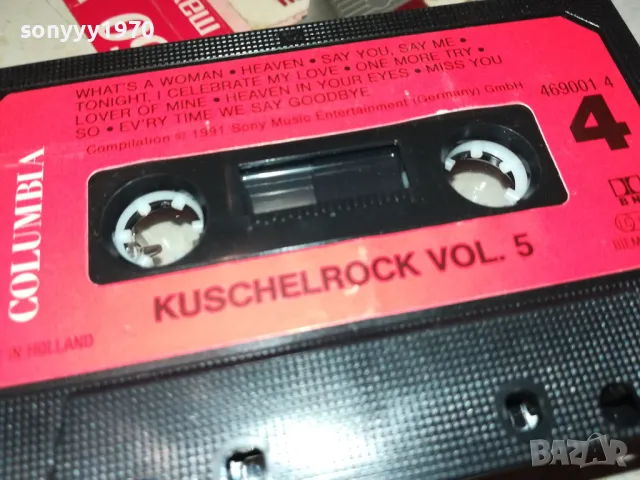 sonyyy1970
WHAT'S A WOMAN • HEAVEN • SAY YOU, SAY ME •
TONIGHT, I CELEBRATE MY LOVE • ONE MORE TRY •
LOVER OF MINE • HEAVEN IN YOUR EYES • MISS YOU
SO • EV'RY TIME WE SAY GOODBYE
Compilation ℗ 1991 Sony Music Entertainment (Germany) GmbH
469001 4
4
COLUMBIA
KUSCHELROCK VOL. 5
IN HOLLAND
BAZAR